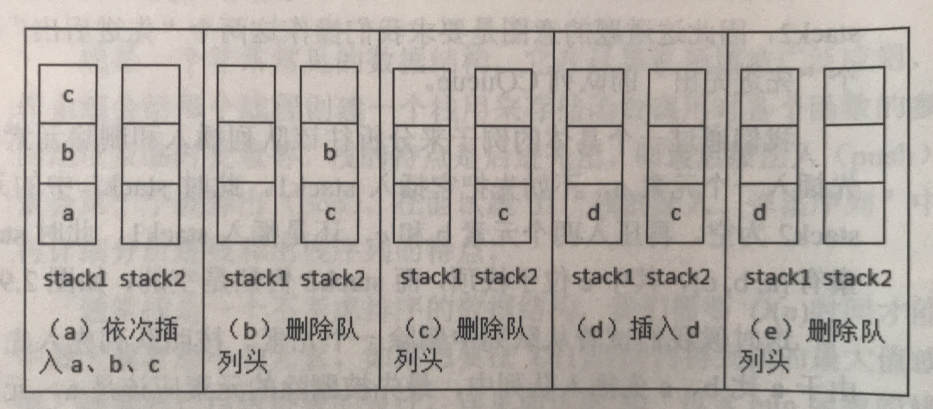 c
b
a
stack1 stack2
（a）依次插
入 a、b、c
b
c
stack1 stack2
（b）删除队
列头
c
stack1 stack2
（c）删除队
列头
d c
stack1 stack2
（d）插入 d
d
stack1 stack2
（e）删除队
列头